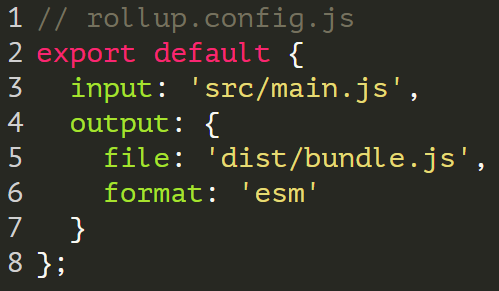 1 // rollup.config.js
2 export default {
3   input: 'src/main.js',
4   output: {
5     file: 'dist/bundle.js',
6     format: 'esm'
7   }
8 };